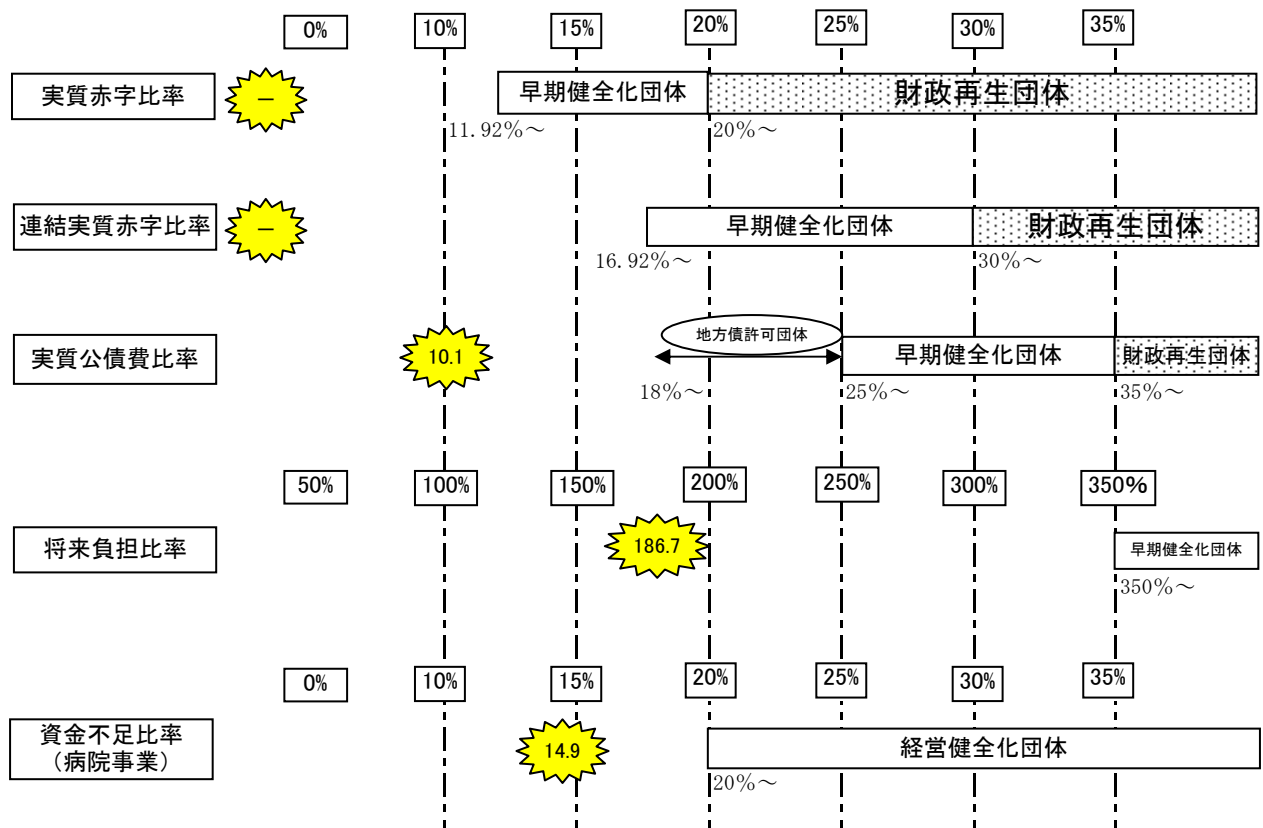 0% 10% 15% 20% 25% 30% 35%
実質赤字比率 － 早期健全化団体 財政再生団体
11.92%～ 20%～
連結実質赤字比率 － 早期健全化団体 財政再生団体
16.92%～ 30%～
地方債許可団体
実質公債費比率 10.1 早期健全化団体 財政再生団体
18%～ 25%～ 35%～
50% 100% 150% 200% 250% 300% 350%
将来負担比率 186.7 早期健全化団体
350%～
0% 10% 15% 20% 25% 30% 35%
資金不足比率
（病院事業） 14.9 経営健全化団体
20%～